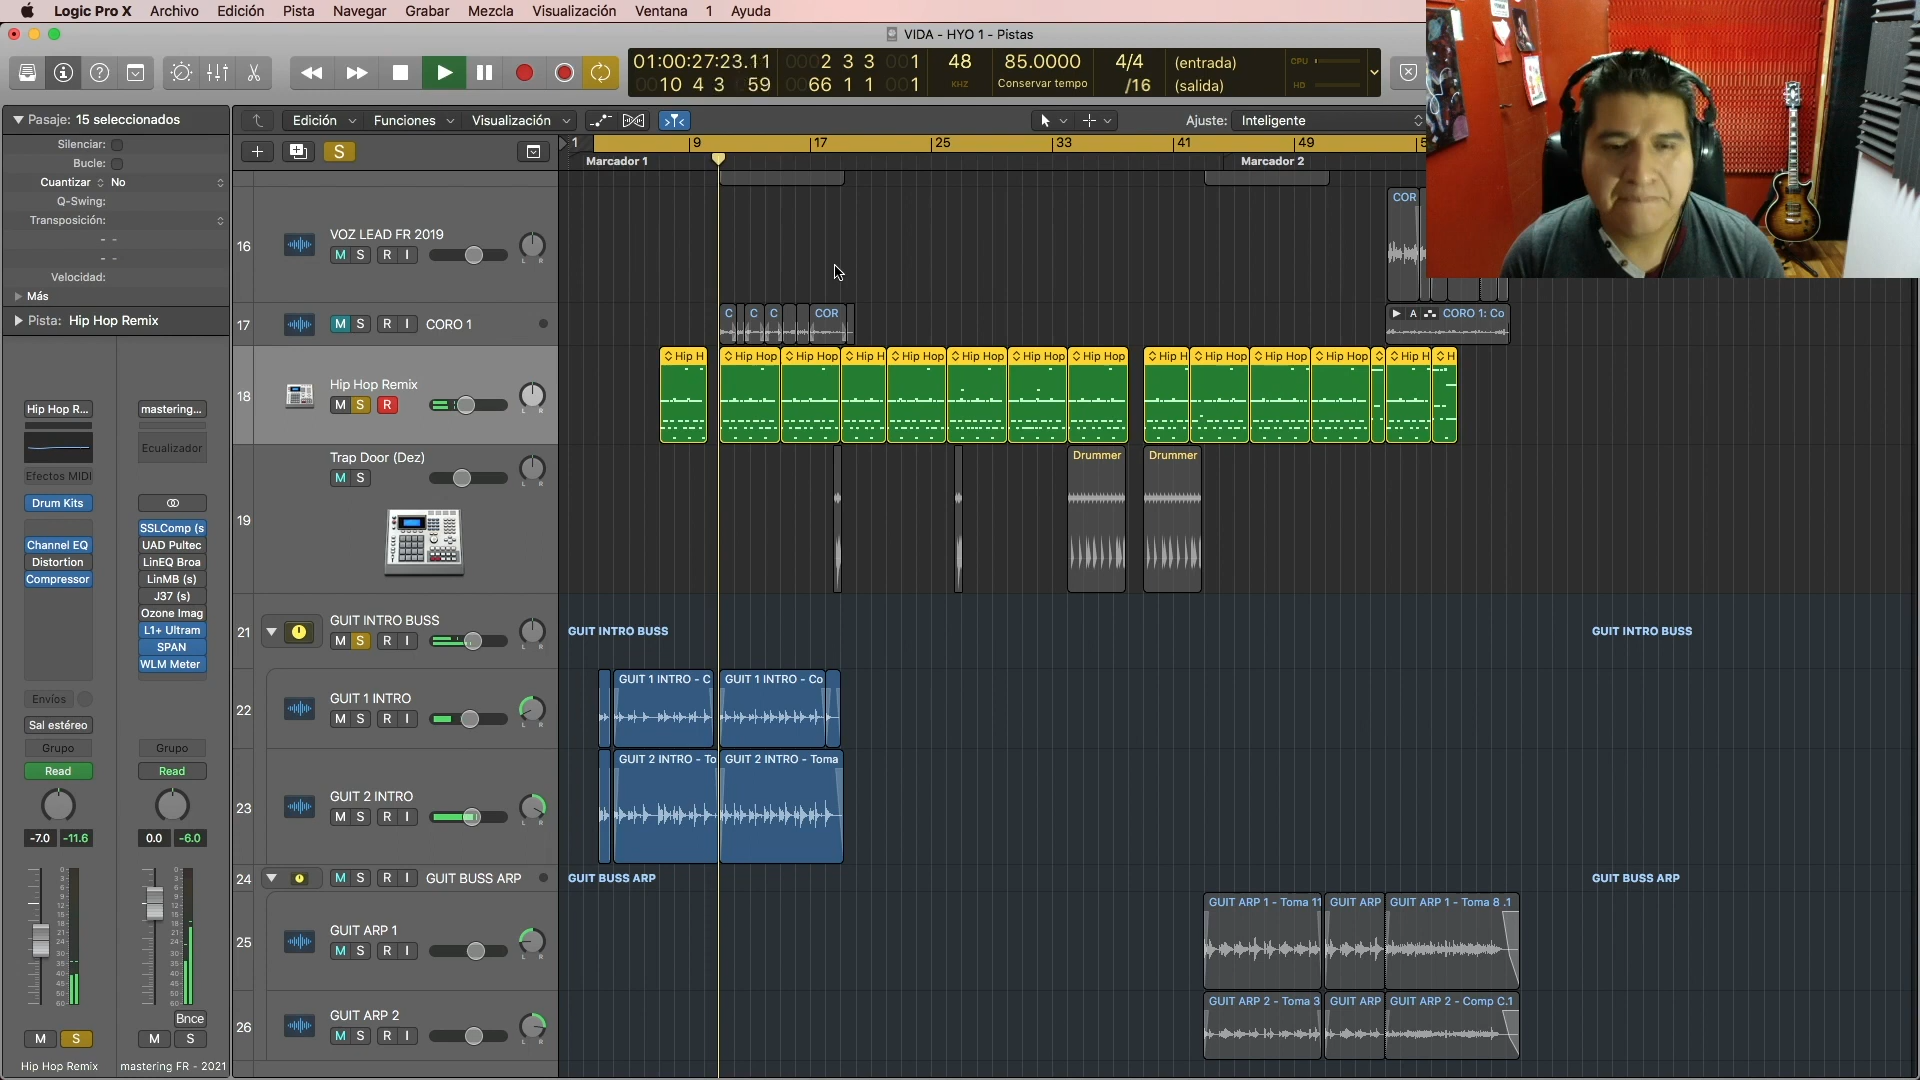 Logic Pro X Archivo Edición Pista Navegar Grabar Mezcla Visualización Ventana 1 Ayuda
VIDA - HYO 1 - Pistas
01:00:27:23.11 0002 3 3 001 48 85.0000 4/4 (entrada) CPU
0010 4 3 059 0066 1 1 001 KHZ Conservar tempo /16 (salida) HD
Pasaje: 15 seleccionados
Edición Funciones Visualización
Ajuste: Inteligente
Silenciar:
Bucle:
Cuantizar No
Q-Swing:
Transposición:
- -
- -
Velocidad:
Más
Pista: Hip Hop Remix
S
1 9 17 25 33 41 49
Marcador 1 Marcador 2
16 VOZ LEAD FR 2019
M S R I
COR
17 M S R I CORO 1
C C C COR
A CORO 1: Co
18 Hip Hop Remix
M S R
Hip H Hip Hop Hip Hop Hip H Hip Hop Hip Hop Hip Hop Hip Hop Hip H Hip Hop Hip Hop Hip Hop Hip H H
19 Trap Door (Dez)
M S
Drummer Drummer
21 GUIT INTRO BUSS
M S R I
GUIT INTRO BUSS GUIT INTRO BUSS
22 GUIT 1 INTRO
M S R I
GUIT 1 INTRO - C GUIT 1 INTRO - Co
23 GUIT 2 INTRO
M S R I
GUIT 2 INTRO - To GUIT 2 INTRO - Toma
24 M S R I GUIT BUSS ARP
GUIT BUSS ARP GUIT BUSS ARP
25 GUIT ARP 1
M S R I
GUIT ARP 1 - Toma 11 GUIT ARP GUIT ARP 1 - Toma 8 .1
26 GUIT ARP 2
M S R I
GUIT ARP 2 - Toma 3 GUIT ARP GUIT ARP 2 - Comp C.1
Hip Hop R... mastering...
Ecualizador
Efectos MIDI
Drum Kits
SSLComp (s
Channel EQ UAD Pultec
Distortion LinEQ Broa
Compressor LinMB (s)
J37 (s)
Ozone Imag
L1+ Ultram
SPAN
WLM Meter
Envíos
Sal estéreo
Grupo Grupo
Read Read
-7.0 -11.6 0.0 -6.0
Bnce
M S M S
Hip Hop Remix mastering FR - 2021